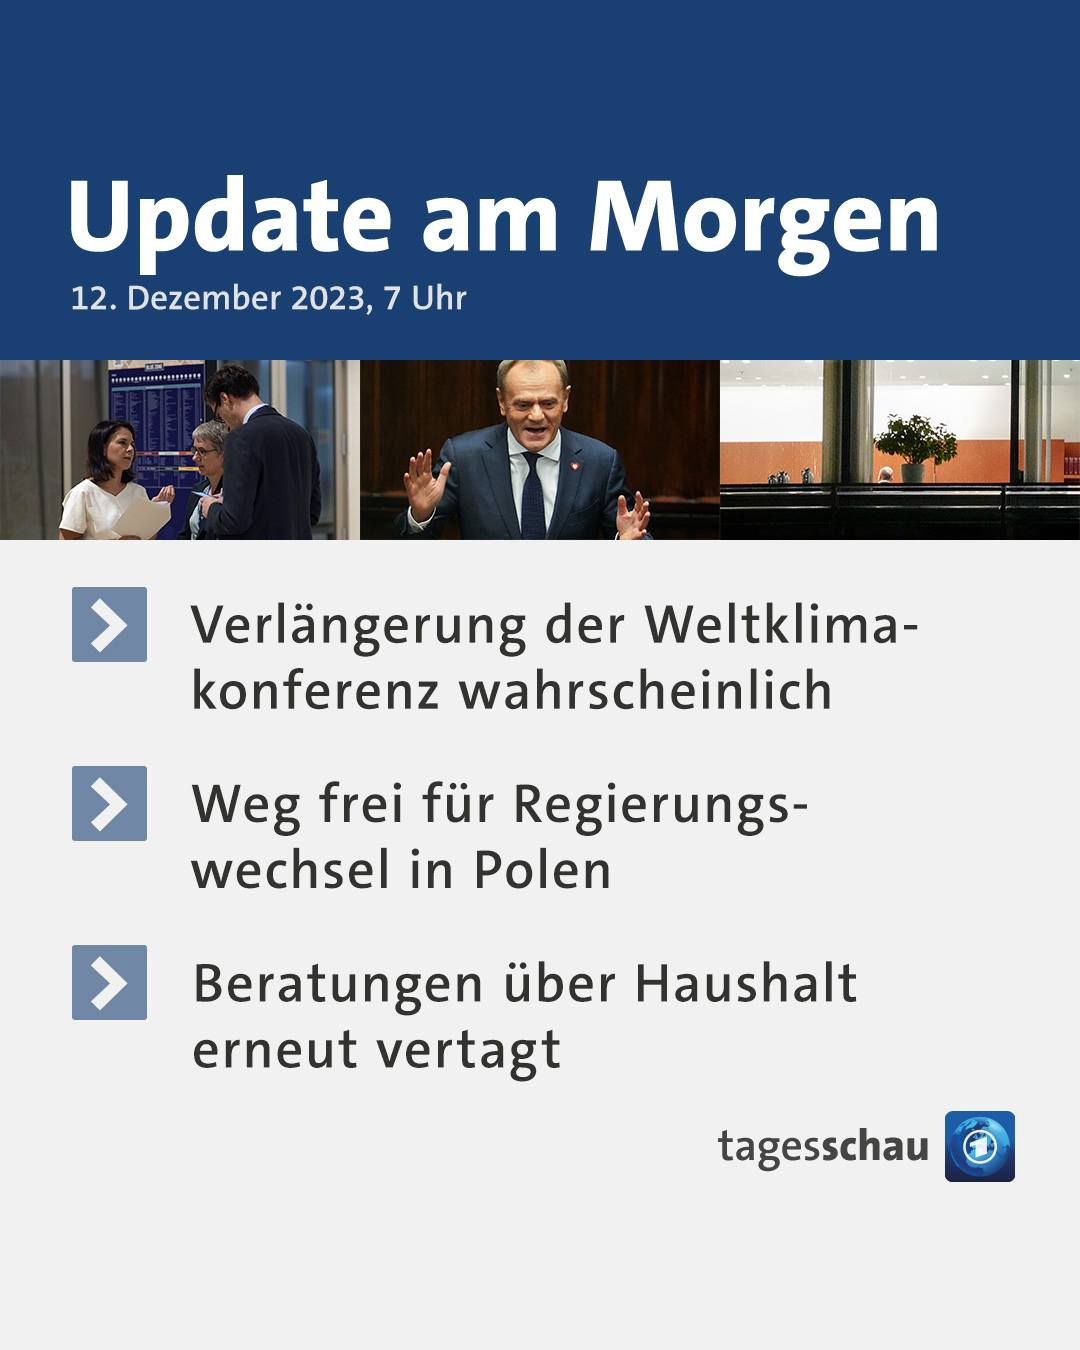 Update am Morgen
12. Dezember 2023, 7 Uhr
Verlängerung der Weltklima-
konferenz wahrscheinlich
Weg frei für Regierungs-
wechsel in Polen
Beratungen über Haushalt
erneut vertagt
tagesschau